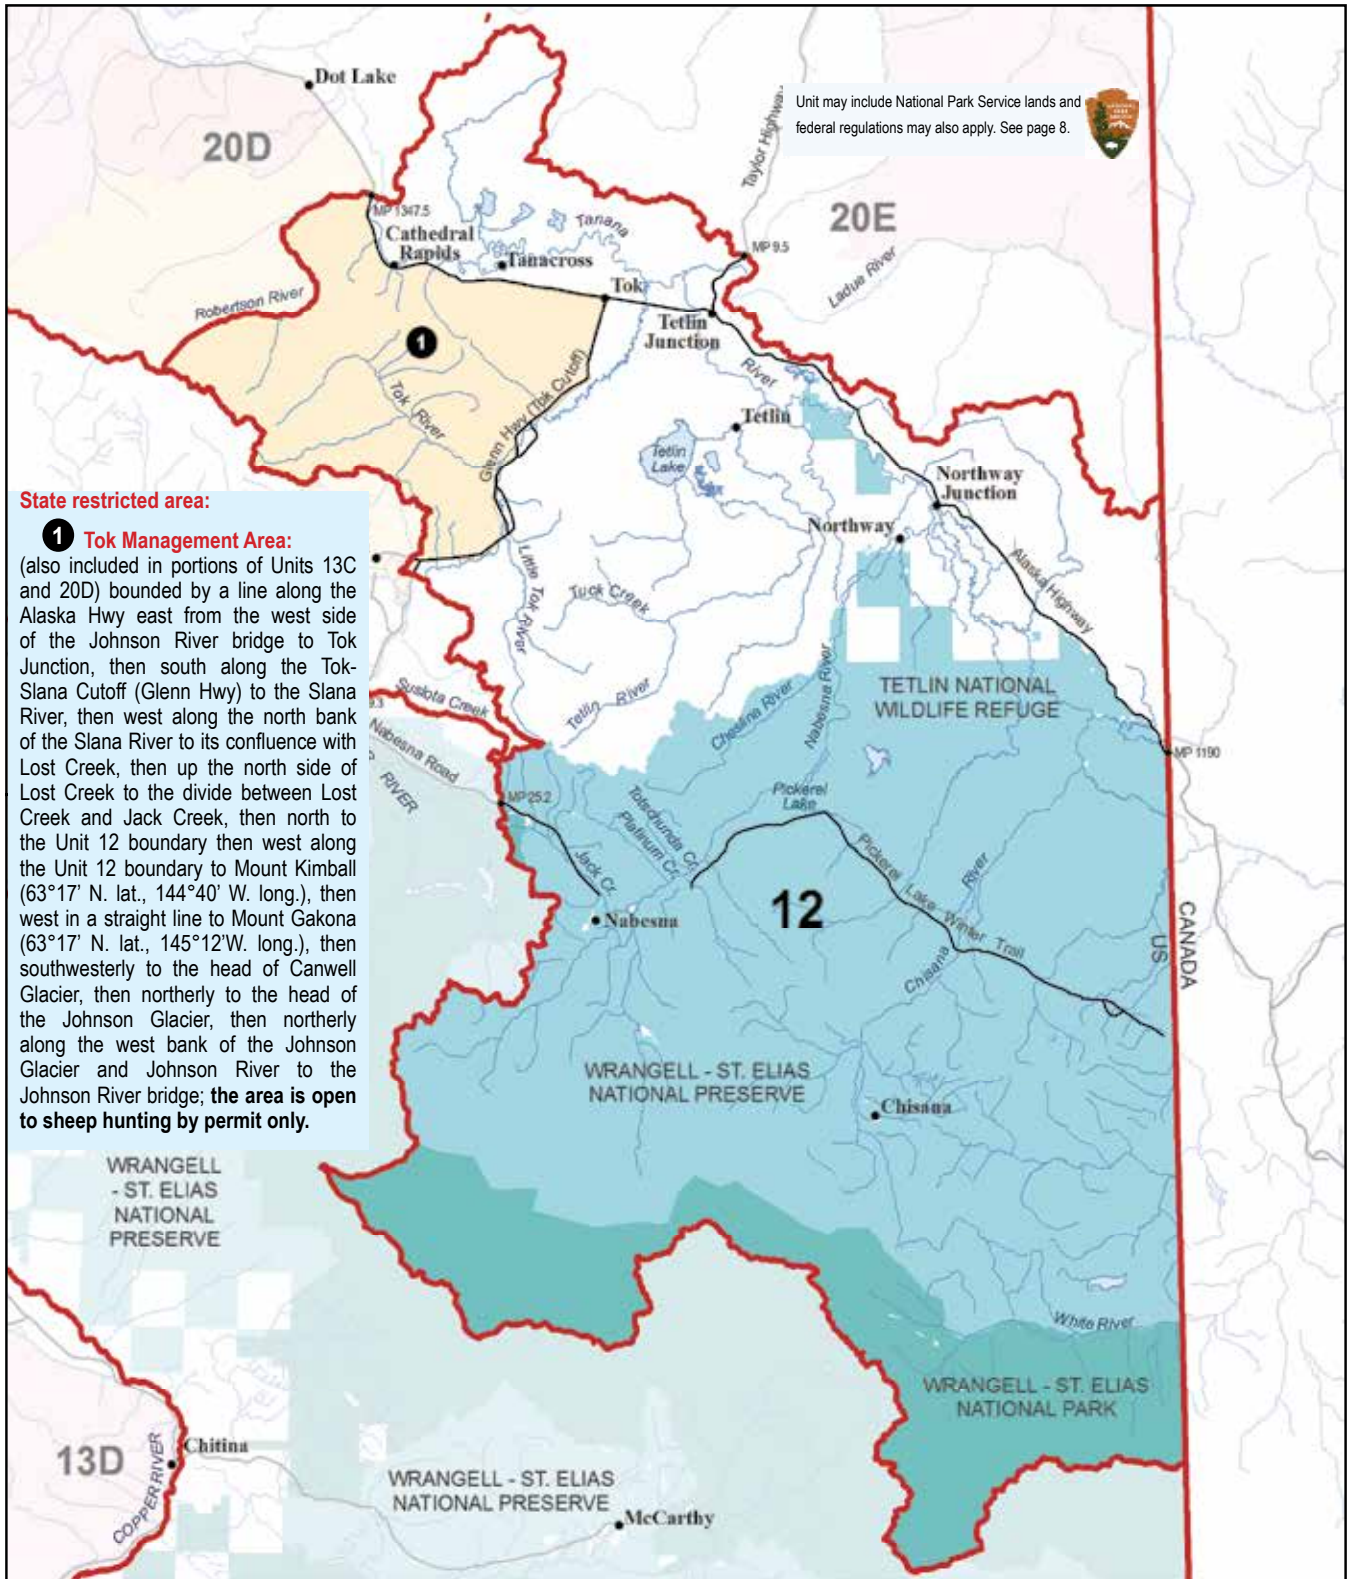 Dot Lake
20D
Unit may include National Park Service lands and
federal regulations may also apply. See page 8.
Taylor Highway
20E
MP 1347.5
Cathedral
Rapids
Tanana
Tanacross
MP 9.5
Ladue River
Robertson River
Tok
Tetlin
Junction
1
River
Tok River
Glenn Hwy (Tok Cutoff)
Tetlin
Tetlin
Lake
Northway
Junction
Northway
Alaska Highway
State restricted area:
1 Tok Management Area:
(also included in portions of Units 13C
and 20D) bounded by a line along the
Alaska Hwy east from the west side
of the Johnson River bridge to Tok
Junction, then south along the Tok-
Slana Cutoff (Glenn Hwy) to the Slana
River, then west along the north bank
of the Slana River to its confluence with
Lost Creek, then up the north side of
Lost Creek to the divide between Lost
Creek and Jack Creek, then north to
the Unit 12 boundary then west along
the Unit 12 boundary to Mount Kimball
(63°17' N. lat., 144°40' W. long.), then
west in a straight line to Mount Gakona
(63°17' N. lat., 145°12'W. long.), then
southwesterly to the head of Canwell
Glacier, then northerly to the head of
the Johnson Glacier, then northerly
along the west bank of the Johnson
Glacier and Johnson River to the
Johnson River bridge; the area is open
to sheep hunting by permit only.
Little Tok River
Tuck Creek
Suslota Creek
Tetlin River
Cheslina River
Nabesna River
TETLIN NATIONAL
WILDLIFE REFUGE
9.3
Nabesna Road
RIVER
MP 1190
MP25.2
Totschunda Cr.
Platinum Cr.
Pickerel
Lake
Jack Cr.
Pickerel Lake Winter Trail
River
Nabesna
12
Chisana
CANADA
US
WRANGELL - ST. ELIAS
NATIONAL PRESERVE
Chisana
WRANGELL
- ST. ELIAS
NATIONAL
PRESERVE
White River
WRANGELL - ST. ELIAS
NATIONAL PARK
13D
Chitina
COPPER RIVER
WRANGELL - ST. ELIAS
NATIONAL PRESERVE
McCarthy